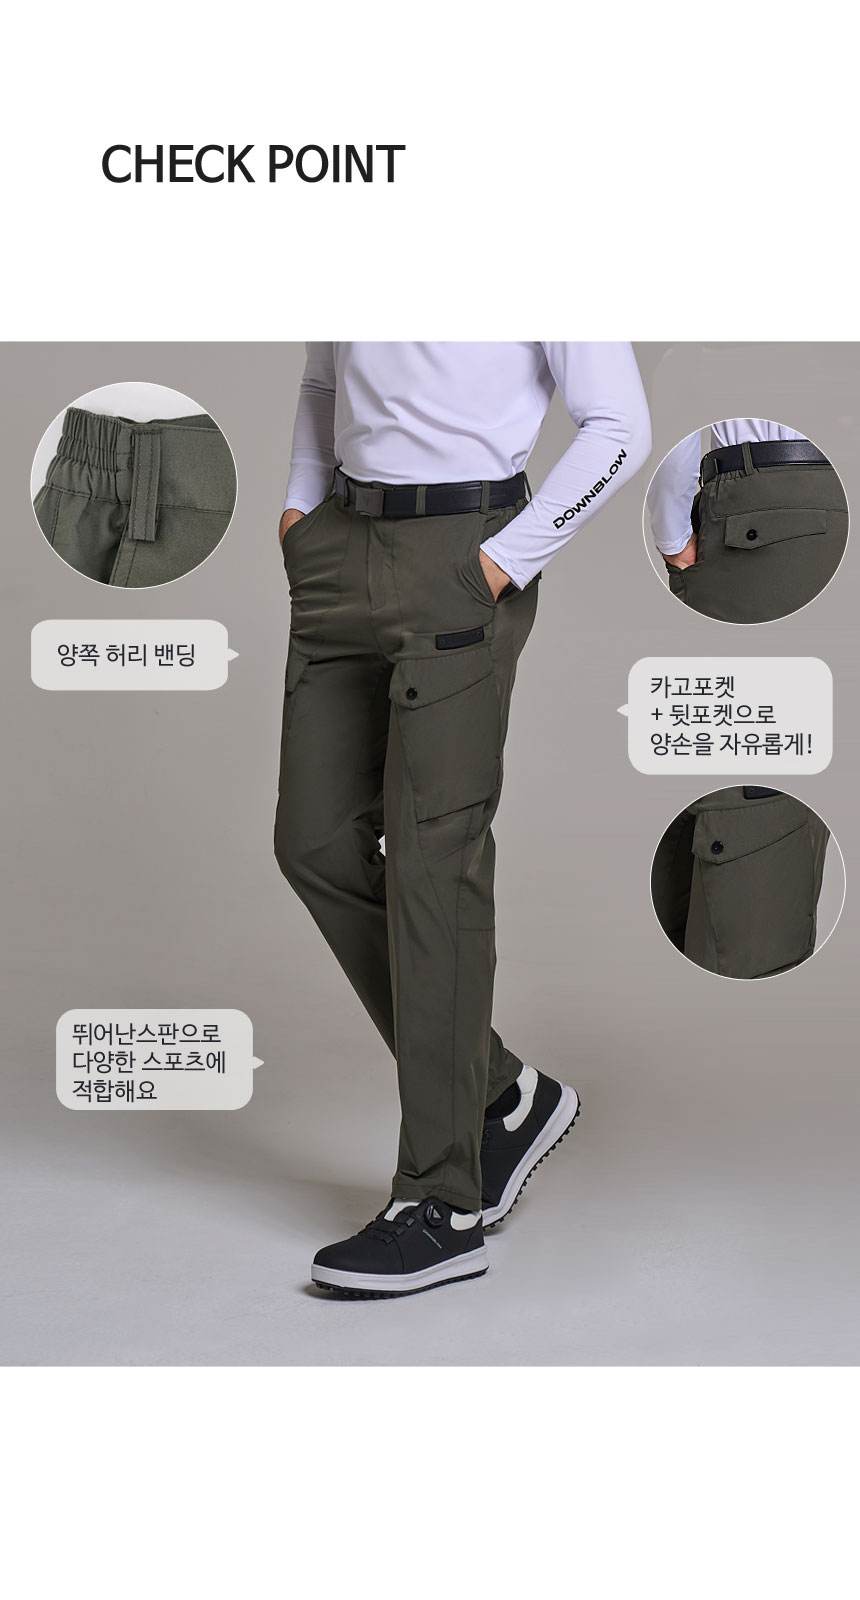 CHECK POINT
DOWNBLOW
양쪽 허리 밴딩
카고포켓
+ 뒷포켓으로
양손을 자유롭게!
뛰어난스판으로
다양한 스포츠에
적합해요